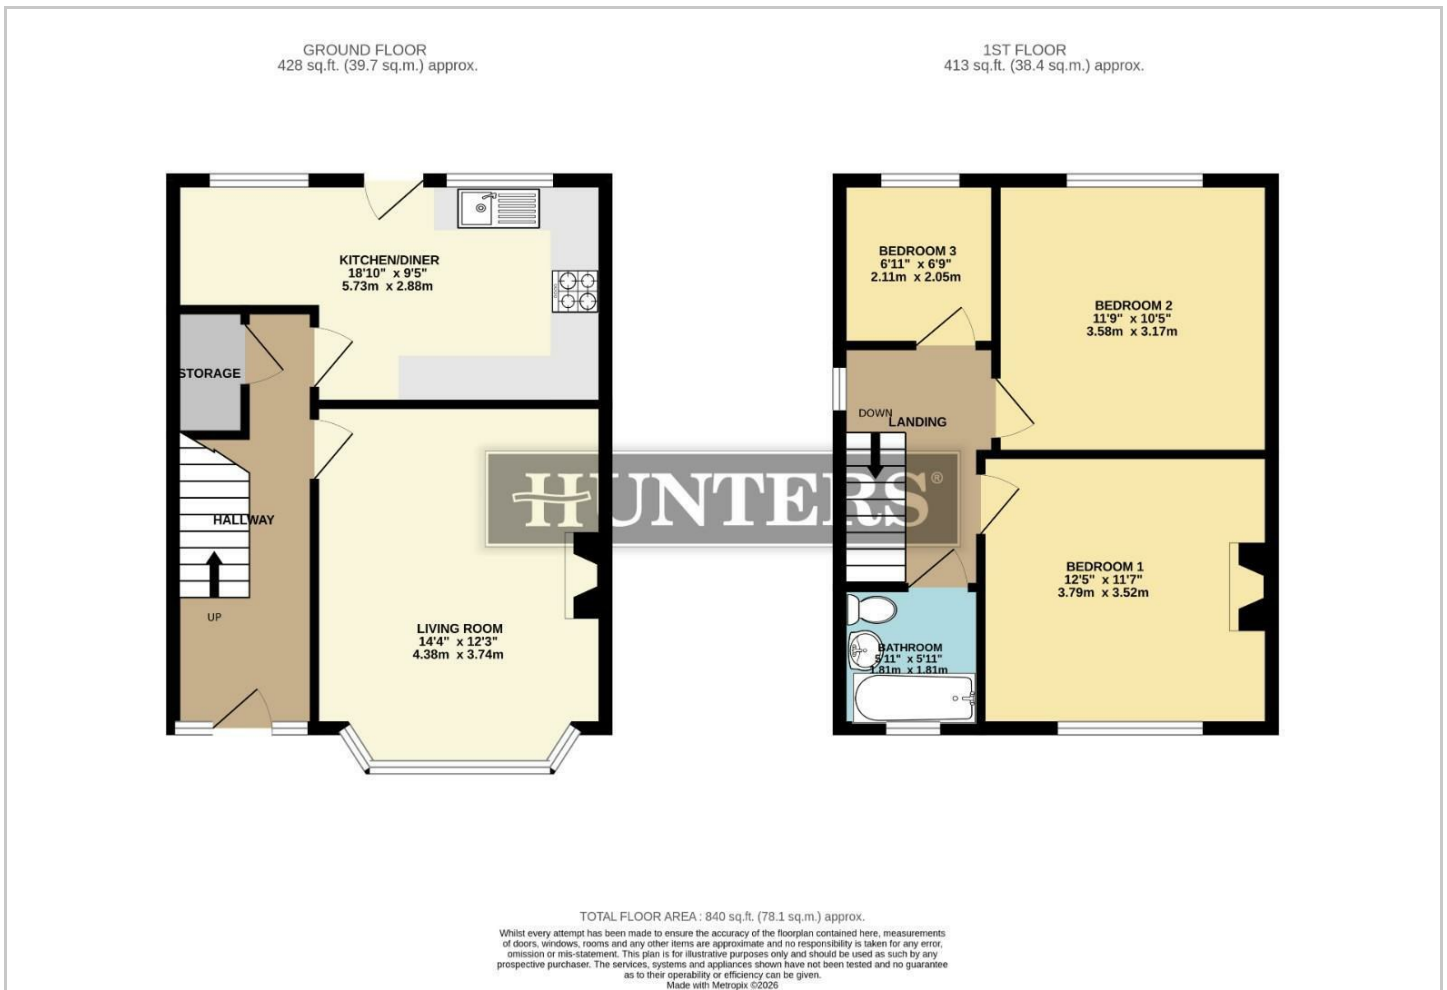 GROUND FLOOR
428 sq.ft. (39.7 sq.m.) approx.
1ST FLOOR
413 sq.ft. (38.4 sq.m.) approx.
KITCHEN/DINER
18'10" x 9'5"
5.73m x 2.88m
STORAGE
HALLWAY
UP
LIVING ROOM
14'4" x 12'3"
4.38m x 3.74m
HUNTERS®
BEDROOM 3
6'11" x 6'9"
2.11m x 2.05m
BEDROOM 2
11'9" x 10'5"
3.58m x 3.17m
DOWN
LANDING
BEDROOM 1
12'5" x 11'7"
3.79m x 3.52m
BATHROOM
5'11" x 5'11"
1.81m x 1.81m
TOTAL FLOOR AREA : 840 sq.ft. (78.1 sq.m.) approx.
Whilst every attempt has been made to ensure the accuracy of the floorplan contained here, measurements
of doors, windows, rooms and any other items are approximate and no responsibility is taken for any error,
omission or mis-statement. This plan is for illustrative purposes only and should be used as such by any
prospective purchaser. The services, systems and appliances shown have not been tested and no guarantee
as to their operability or efficiency can be given.
Made with Metropix ©2026